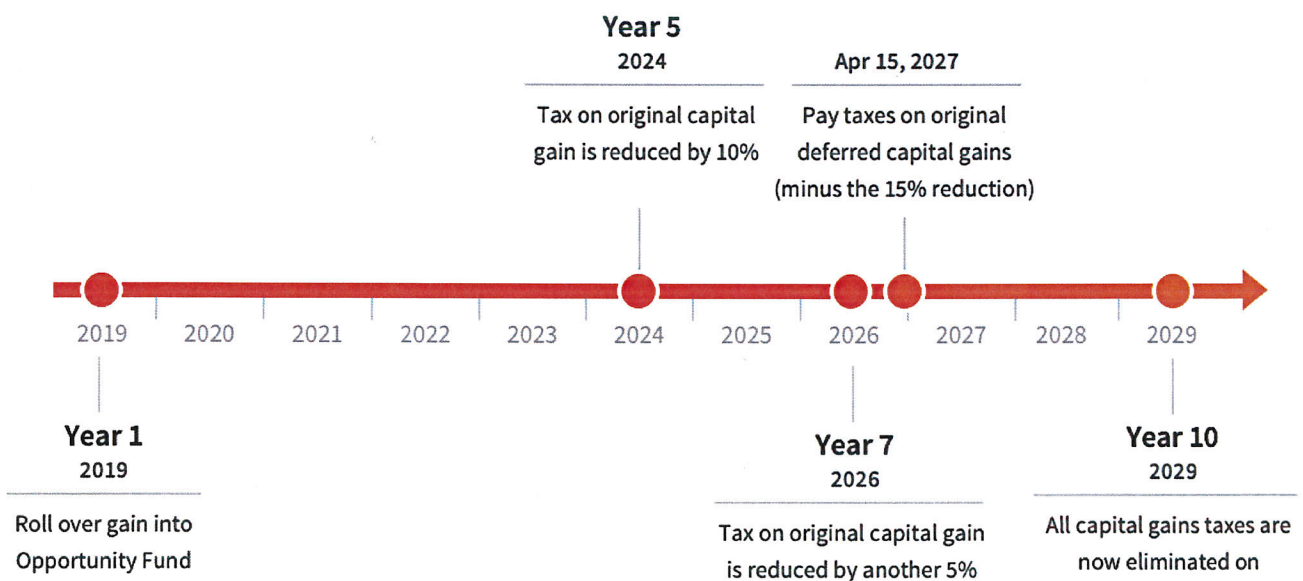 Year 5
2024
Tax on original capital
gain is reduced by 10%
Apr 15, 2027
Pay taxes on original
deferred capital gains
(minus the 15% reduction)
2019 2020 2021 2022 2023 2024 2025 2026 2027 2028 2029
Year 1
2019
Roll over gain into
Opportunity Fund
Year 7
2026
Tax on original capital gain
is reduced by another 5%
Year 10
2029
All capital gains taxes are
now eliminated on